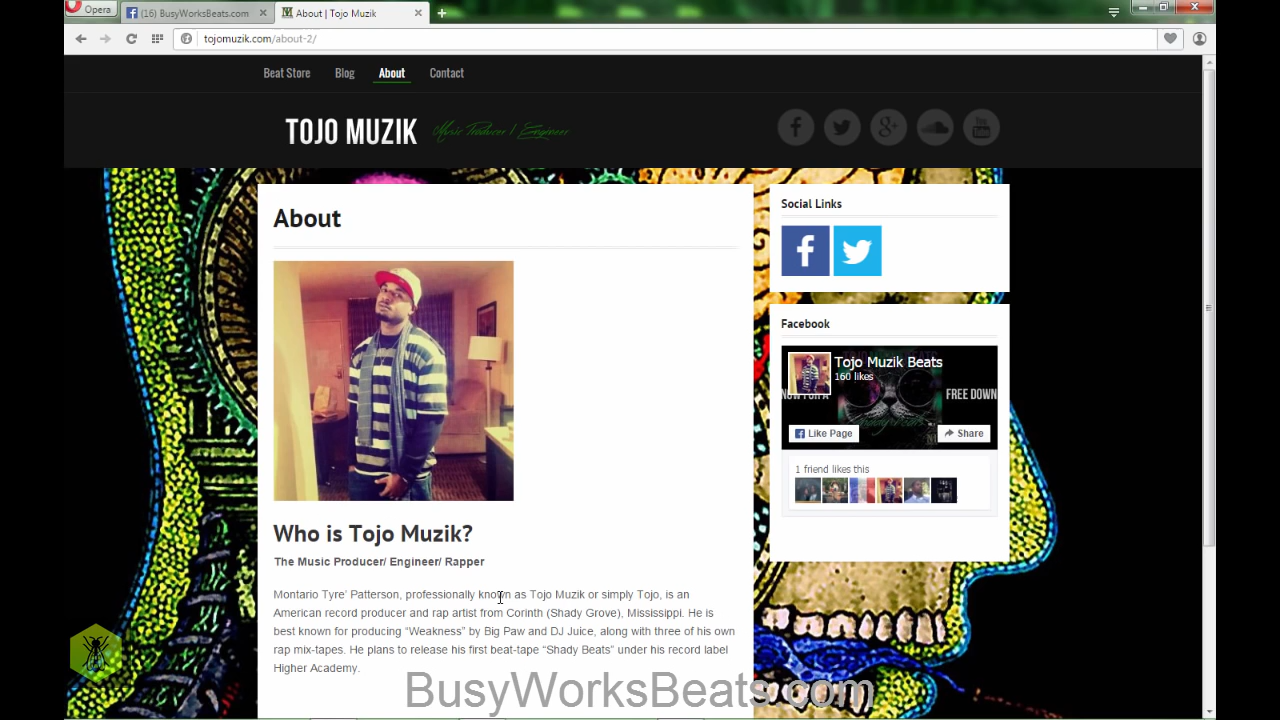 Opera
(16) BusyWorksBeats.com
About | Tojo Muzik
tojomuzik.com/about-2/
Beat Store
Blog
About
Contact
TOJO MUZIK
Music Producer | Engineer
You
Tube
About
Social Links
Facebook
Tojo Muzik Beats
160 likes
NOW FOR A
FREE DOWN
Like Page
Share
1 friend likes this
Who is Tojo Muzik?
The Music Producer/ Engineer/ Rapper
Montario Tyre’ Patterson, professionally known as Tojo Muzik or simply Tojo, is an
American record producer and rap artist from Corinth (Shady Grove), Mississippi. He is
best known for producing “Weakness” by Big Paw and DJ Juice, along with three of his own
rap mix-tapes. He plans to release his first beat-tape “Shady Beats” under his record label
Higher Academy.
BusyWorksBeats.com